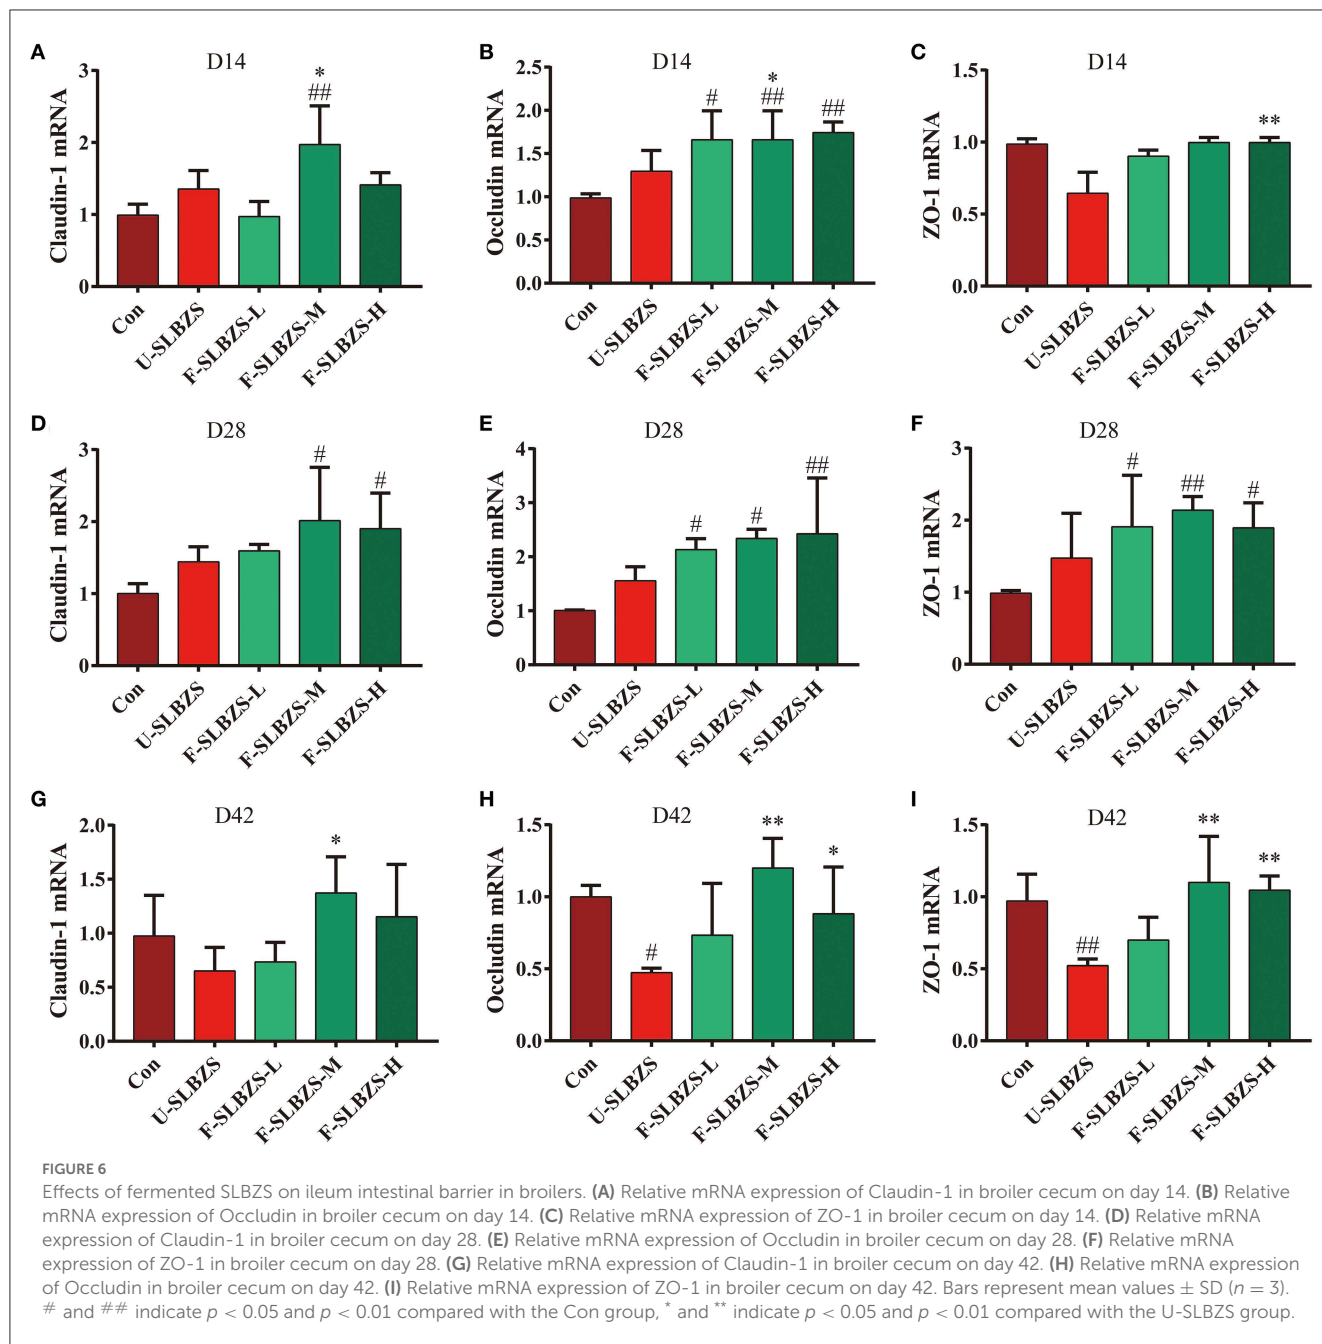 A
D14
Claudin-1 mRNA
3
2
1
0
*
##
Con
U-SLBZS
F-SLBZS-L
F-SLBZS-M
F-SLBZS-H
B
D14
Occludin mRNA
2.5
2.0
1.5
1.0
0.5
0.0
#
*
##
##
Con
U-SLBZS
F-SLBZS-L
F-SLBZS-M
F-SLBZS-H
C
D14
ZO-1 mRNA
1.5
1.0
0.5
0.0
**
Con
U-SLBZS
F-SLBZS-L
F-SLBZS-M
F-SLBZS-H
D
D28
Claudin-1 mRNA
3
2
1
0
#
#
Con
U-SLBZS
F-SLBZS-L
F-SLBZS-M
F-SLBZS-H
E
D28
Occludin mRNA
4
3
2
1
0
#
#
##
Con
U-SLBZS
F-SLBZS-L
F-SLBZS-M
F-SLBZS-H
F
D28
ZO-1 mRNA
3
2
1
0
#
##
#
Con
U-SLBZS
F-SLBZS-L
F-SLBZS-M
F-SLBZS-H
G
D42
Claudin-1 mRNA
2.0
1.5
1.0
0.5
0.0
*
Con
U-SLBZS
F-SLBZS-L
F-SLBZS-M
F-SLBZS-H
H
D42
Occludin mRNA
1.5
1.0
0.5
0.0
#
**
*
Con
U-SLBZS
F-SLBZS-L
F-SLBZS-M
F-SLBZS-H
I
D42
ZO-1 mRNA
1.5
1.0
0.5
0.0
##
**
**
Con
U-SLBZS
F-SLBZS-L
F-SLBZS-M
F-SLBZS-H
FIGURE 6
Effects of fermented SLBZS on ileum intestinal barrier in broilers. (A) Relative mRNA expression of Claudin-1 in broiler cecum on day 14. (B) Relative
mRNA expression of Occludin in broiler cecum on day 14. (C) Relative mRNA expression of ZO-1 in broiler cecum on day 14. (D) Relative mRNA
expression of Claudin-1 in broiler cecum on day 28. (E) Relative mRNA expression of Occludin in broiler cecum on day 28. (F) Relative mRNA
expression of ZO-1 in broiler cecum on day 28. (G) Relative mRNA expression of Claudin-1 in broiler cecum on day 42. (H) Relative mRNA expression
of Occludin in broiler cecum on day 42. (I) Relative mRNA expression of ZO-1 in broiler cecum on day 42. Bars represent mean values ± SD (n = 3).
# and ## indicate p < 0.05 and p < 0.01 compared with the Con group, * and ** indicate p < 0.05 and p < 0.01 compared with the U-SLBZS group.